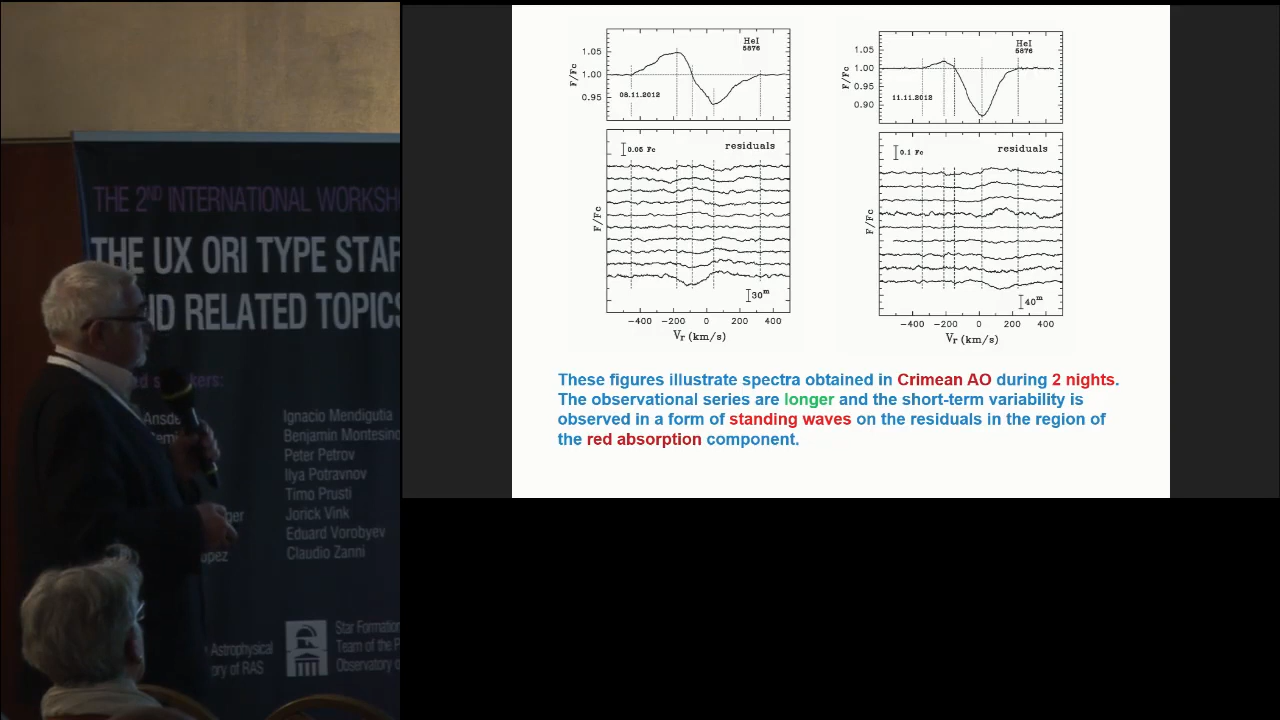 THE 2ND INTERNATIONAL WORKSH
THE UX ORI TYPE STAR
ND RELATED TOPICS
Ignacio Mendigutia
Benjamin Montesino
Peter Petrov
Ilya Potravnov
Timo Prusti
Jorick Vink
Eduard Vorobyev
Claudio Zanni
Astrophysical
ory of RAS
Star Formation
Team of the P
Observatory o
HeI
5876
1.05
1.00
0.95
F/Fc
08.11.2012
0.05 Fc
residuals
F/Fc
30m
−400 −200 0 200 400
Vr (km/s)
HeI
5876
1.05
1.00
0.95
0.90
F/Fc
11.11.2012
0.1 Fc
residuals
F/Fc
40m
−400 −200 0 200 400
Vr (km/s)
These figures illustrate spectra obtained in Crimean AO during 2 nights.
The observational series are longer and the short-term variability is
observed in a form of standing waves on the residuals in the region of
the red absorption component.